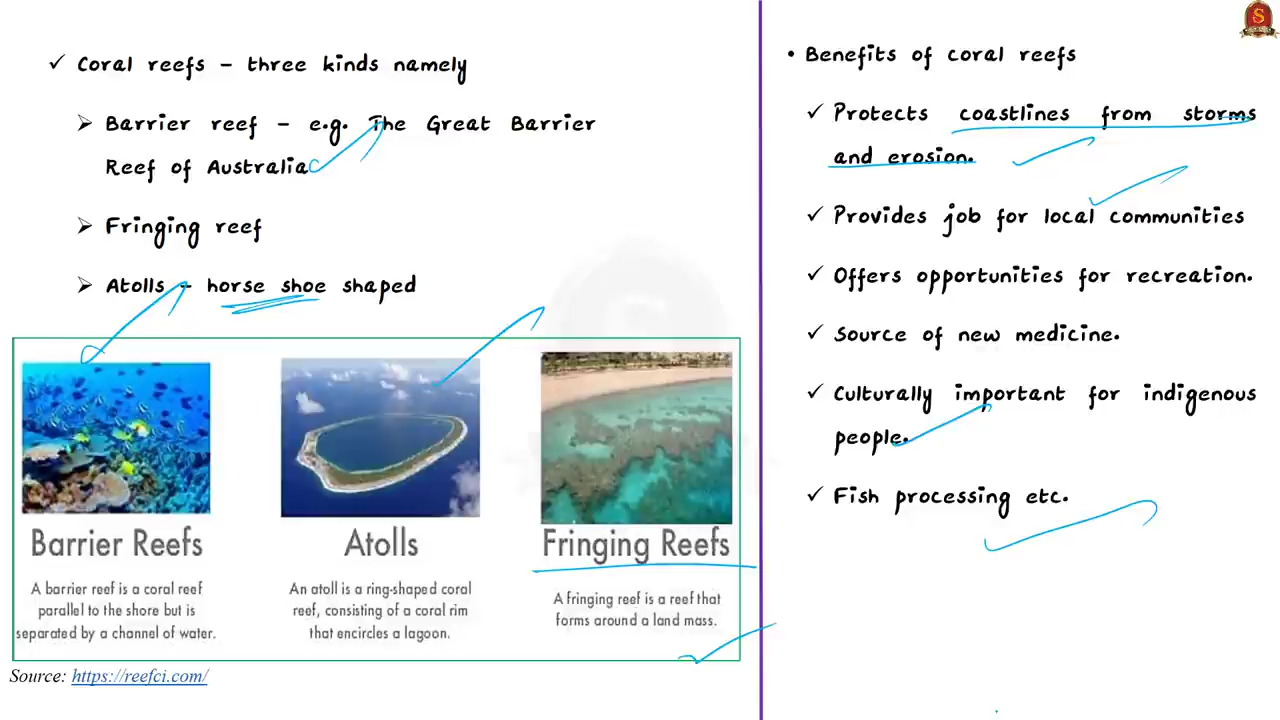 ✓ Coral reefs – three kinds namely
➢ Barrier reef – e.g. The Great Barrier
Reef of Australia
➢ Fringing reef
➢ Atolls – horse shoe shaped
Barrier Reefs
A barrier reef is a coral reef
parallel to the shore but is
separated by a channel of water.
Atolls
An atoll is a ring-shaped coral
reef, consisting of a coral rim
that encircles a lagoon.
Fringing Reefs
A fringing reef is a reef that
forms around a land mass.
Source: https://reefci.com/
• Benefits of coral reefs
✓ Protects coastlines from storms
and erosion.
✓ Provides job for local communities
✓ Offers opportunities for recreation.
✓ Source of new medicine.
✓ Culturally important for indigenous
people.
✓ Fish processing etc.
S